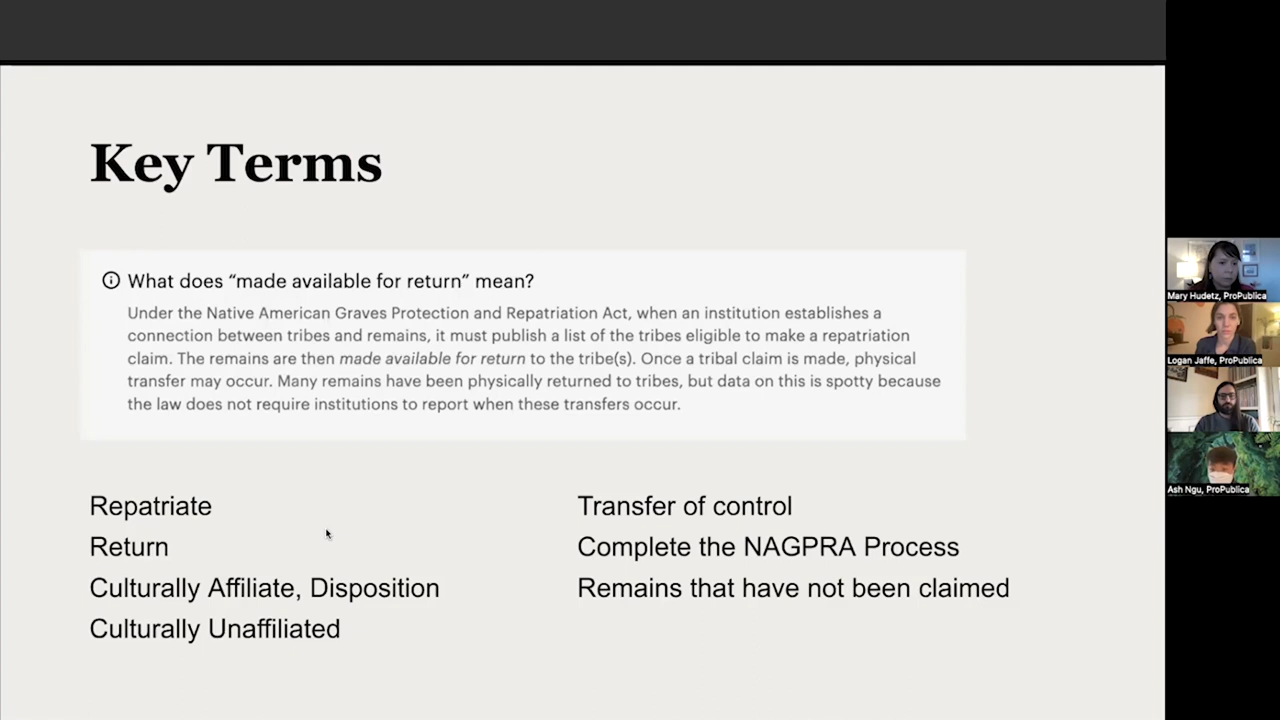 Key Terms
What does “made available for return” mean?
Under the Native American Graves Protection and Repatriation Act, when an institution establishes a
connection between tribes and remains, it must publish a list of the tribes eligible to make a repatriation
claim. The remains are then made available for return to the tribe(s). Once a tribal claim is made, physical
transfer may occur. Many remains have been physically returned to tribes, but data on this is spotty because
the law does not require institutions to report when these transfers occur.
Repatriate
Return
Culturally Affiliate, Disposition
Culturally Unaffiliated
Transfer of control
Complete the NAGPRA Process
Remains that have not been claimed
Mary Hudetz, ProPublica
Logan Jaffe, ProPublica
Ash Ngu, ProPublica